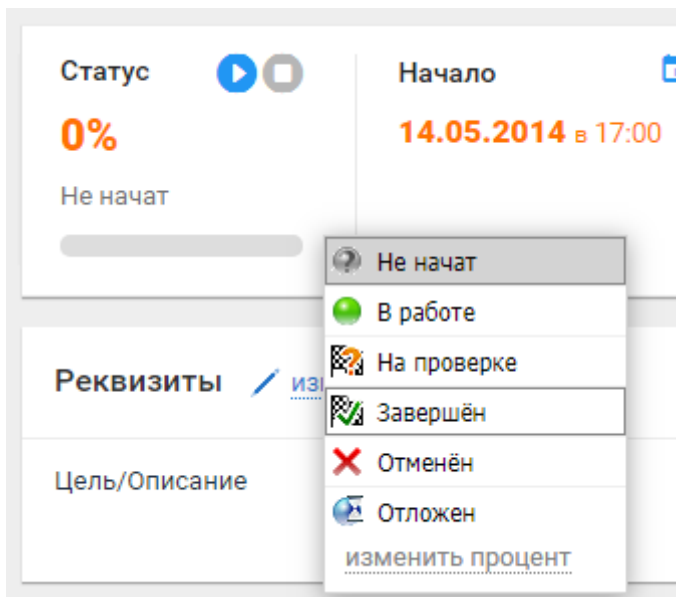 Статус
Начало
0%
14.05.2014 в 17:00
Не начат
Не начат
В работе
На проверке
Завершён
Отменён
Отложен
изменить процент
Реквизиты
Цель/Описание